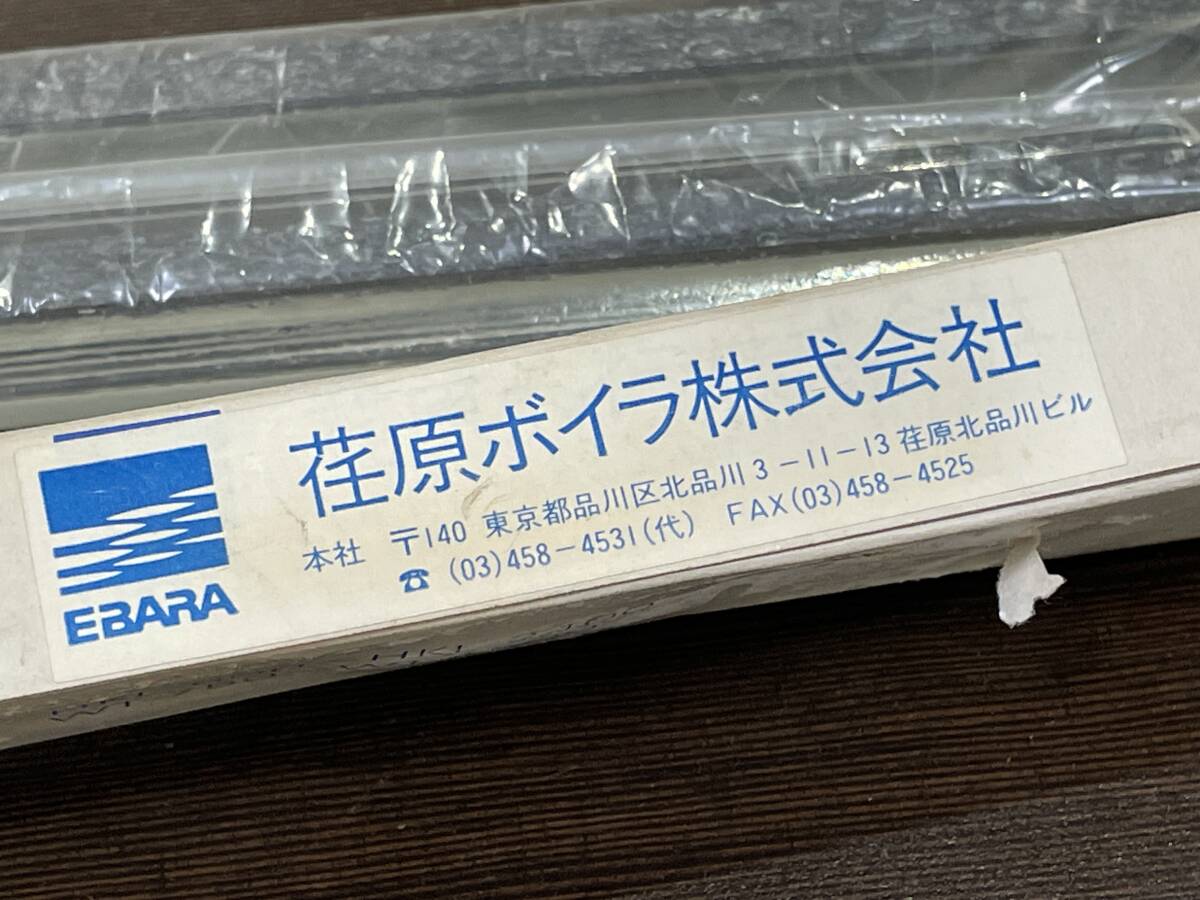 荏原ボイラ株式会社
本社 〒140 東京都品川区北品川3-11-13 荏原北品川ビル
☎ (03)458-4531(代) FAX(03)458-4525
EBARA